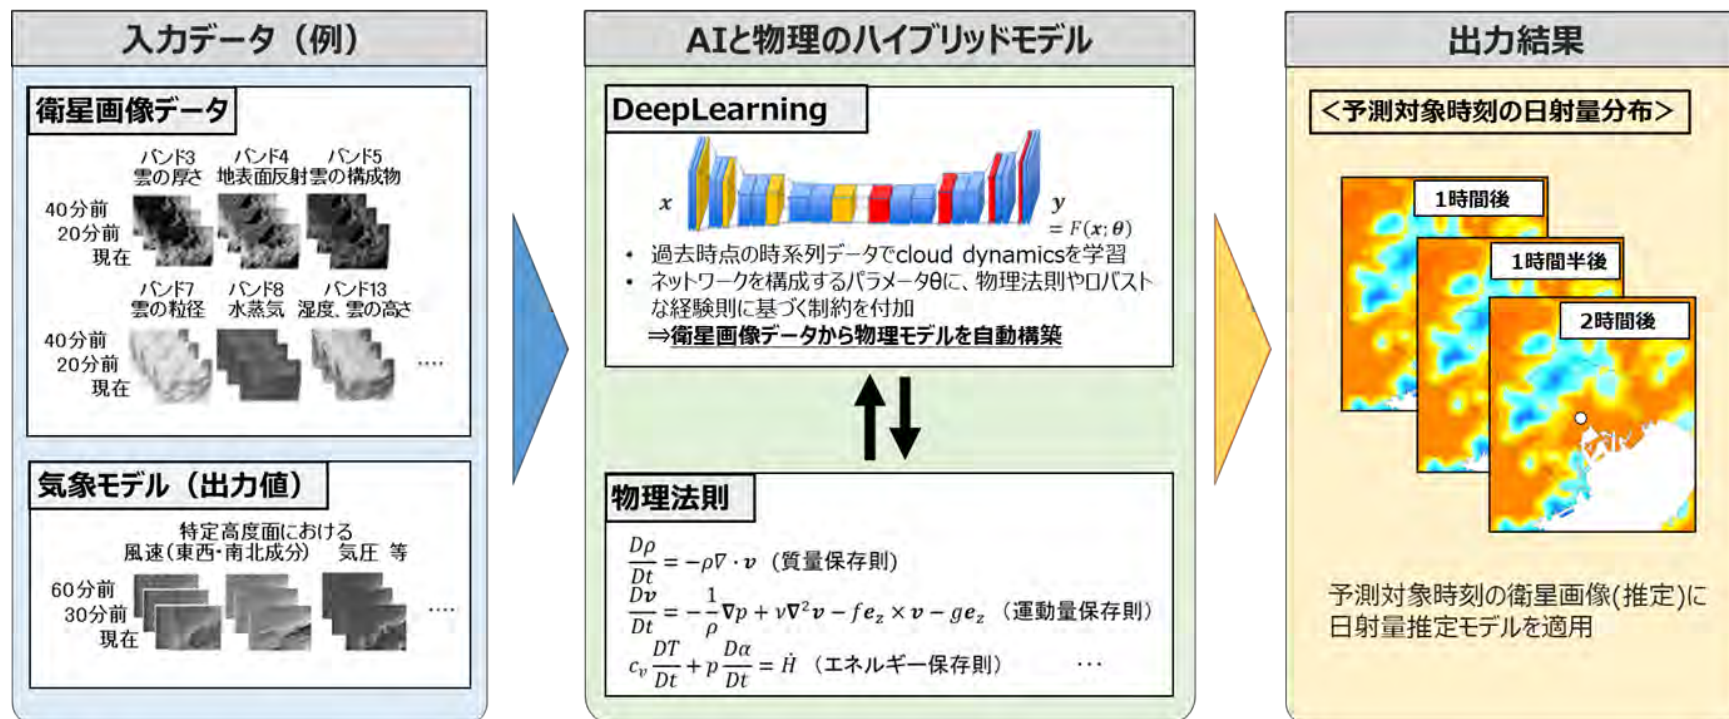 入力データ（例）
衛星画像データ
バンド3 バンド4 バンド5
雲の厚さ 地表面反射 雲の構成物
40分前
20分前
現在
バンド7 バンド8 バンド13
雲の粒径 水蒸気 湿度、雲の高さ
40分前
20分前
現在
‥‥
気象モデル（出力値）
特定高度面における
風速（東西・南北成分） 気圧 等
60分前
30分前
現在
‥‥
AIと物理のハイブリッドモデル
DeepLearning
x
y
= F(x; θ)
• 過去時点の時系列データでcloud dynamicsを学習
• ネットワークを構成するパラメータθに、物理法則やロバスト
な経験則に基づく制約を付加
⇒衛星画像データから物理モデルを自動構築
物理法則
Dρ/Dt = −ρ∇ · v （質量保存則）
Dv/Dt = −1/ρ ∇p + ν∇²v − fe_z × v − ge_z （運動量保存則）
c_v DT/Dt + p Dα/Dt = Ḣ （エネルギー保存則） ⋯
出力結果
＜予測対象時刻の日射量分布＞
1時間後
1時間半後
2時間後
予測対象時刻の衛星画像(推定)に
日射量推定モデルを適用